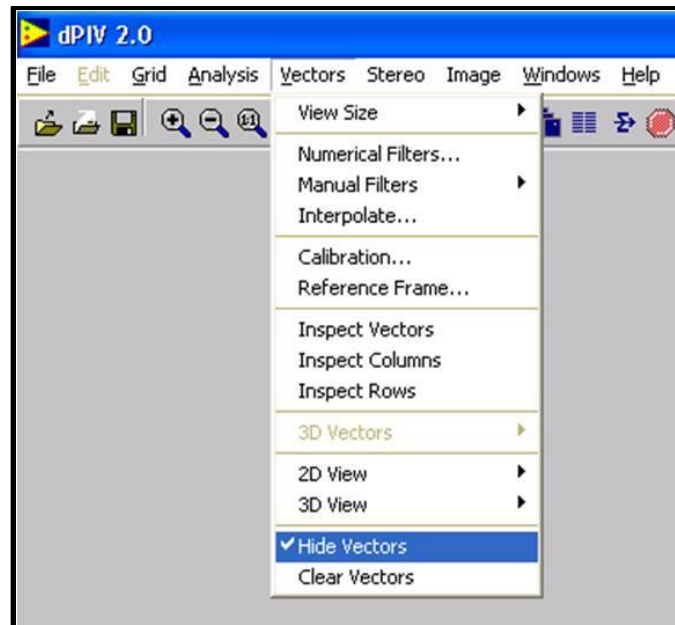 dPIV 2.0
File Edit Grid Analysis Vectors Stereo Image Windows Help
1:1
View Size
Numerical Filters...
Manual Filters
Interpolate...
Calibration...
Reference Frame...
Inspect Vectors
Inspect Columns
Inspect Rows
3D Vectors
2D View
3D View
Hide Vectors
Clear Vectors